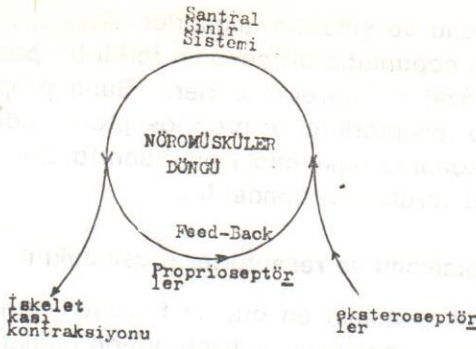 Santral
Sinir
Sistemi
NÖROMÜSKÜLER
DÖNGÜ
Feed-Back
Proprioseptör
ler
İskelet
kası
kontraksiyonu
eksteroseptör
ler